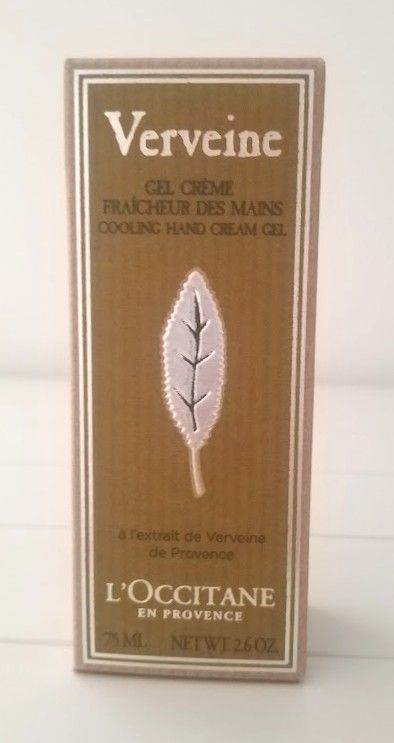 Verveine
GEL CRÈME
FRAÎCHEUR DES MAINS
COOLING HAND CREAM GEL
à l'extrait de Verveine
de Provence
L'OCCITANE
EN PROVENCE
75 ML NET WT. 2.6 OZ.